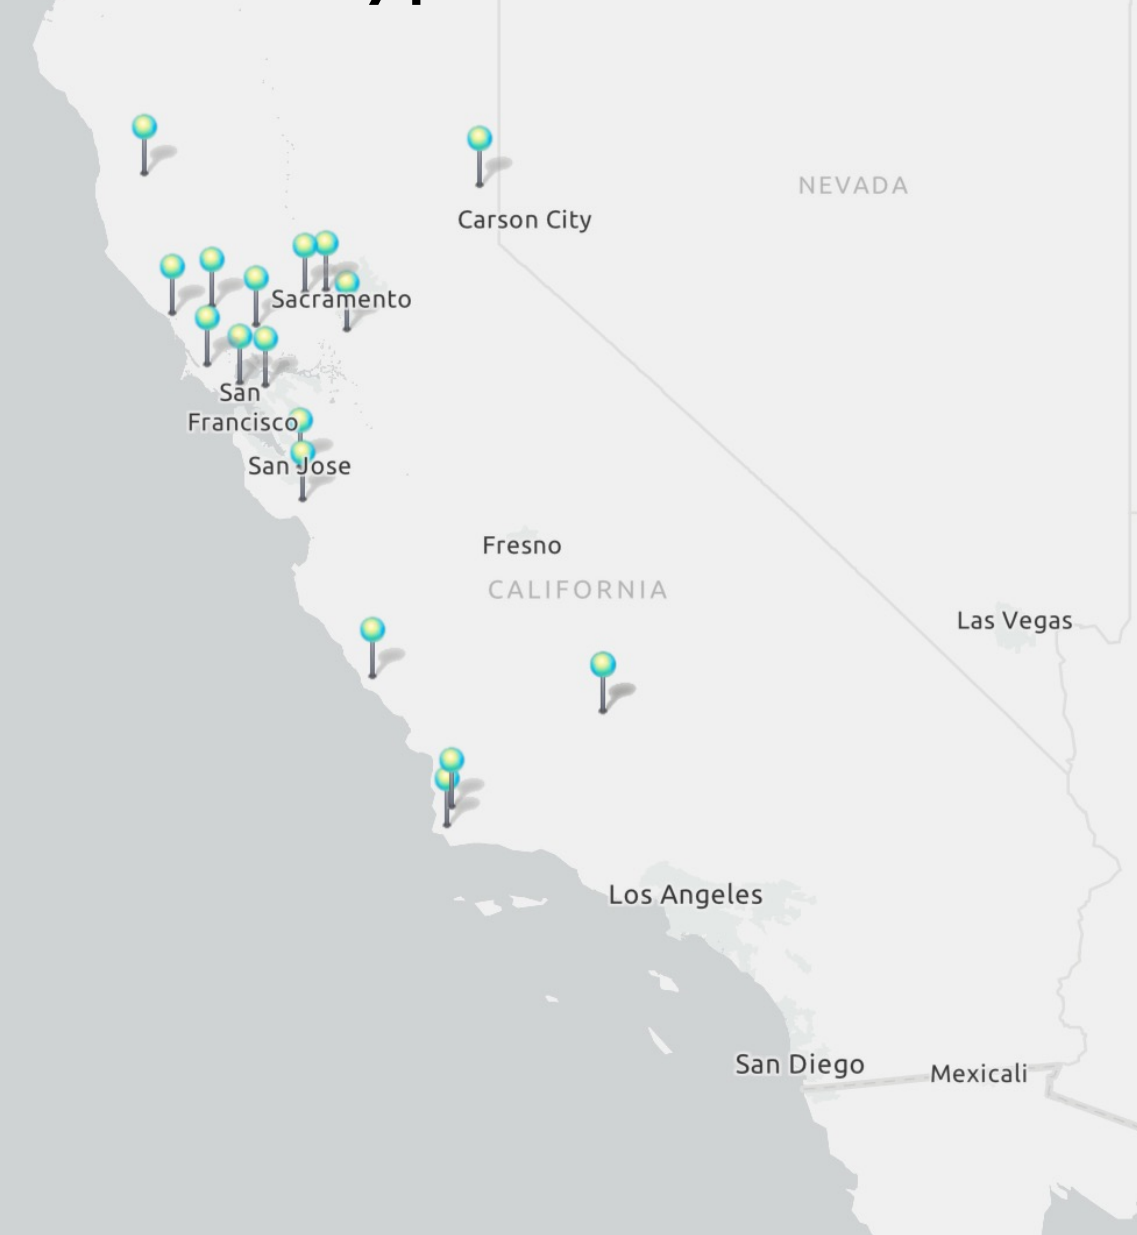 NEVADA
Carson City
Sacramento
San
Francisco
San Jose
Fresno
CALIFORNIA
Las Vegas
Los Angeles
San Diego
Mexicali